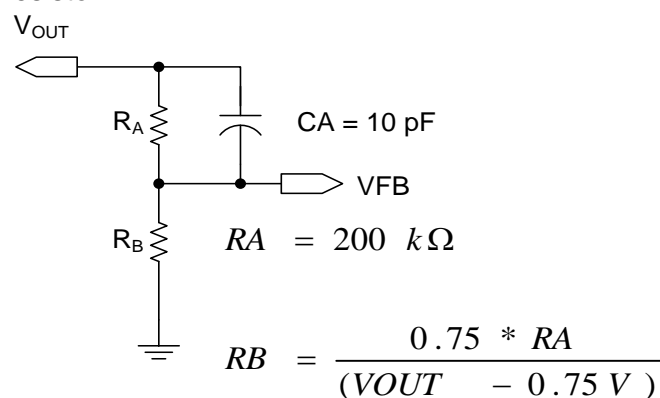 VOUT
RA
CA = 10 pF
VFB
RB
RA = 200 kΩ
RB = 0.75 * RA / (VOUT - 0.75 V)